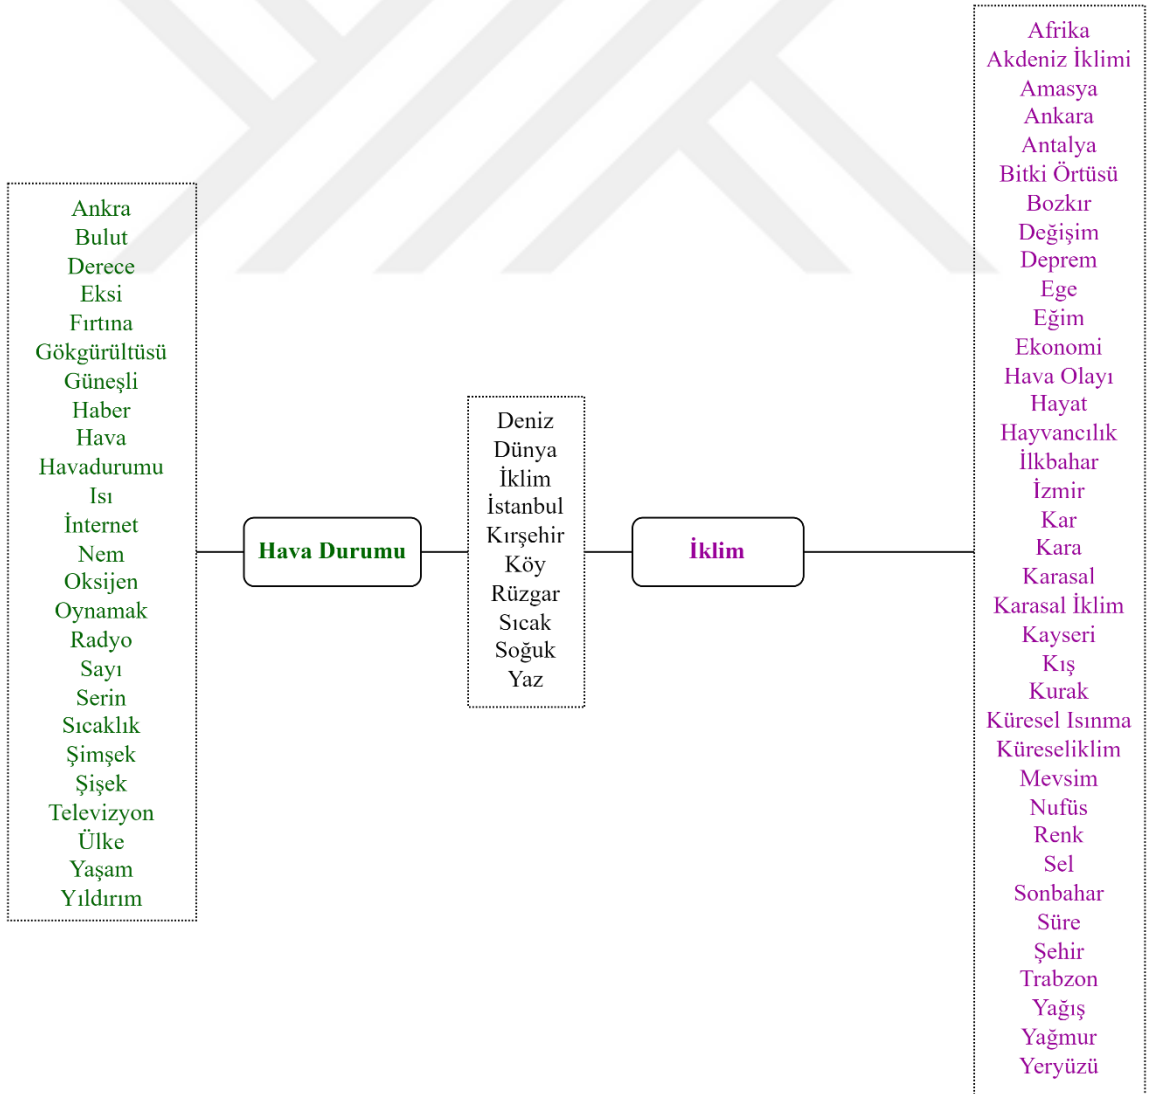 Ankra
Bulut
Derece
Eksi
Fırtına
Gökgürültüsü
Güneşli
Haber
Hava
Havadurumu
Isı
İnternet
Nem
Oksijen
Oynamak
Radyo
Sayı
Serin
Sıcaklık
Şimşek
Şişek
Televizyon
Ülke
Yaşam
Yıldırım
Hava Durumu
Deniz
Dünya
İklim
İstanbul
Kırşehir
Köy
Rüzgar
Sıcak
Soğuk
Yaz
İklim
Afrika
Akdeniz İklimi
Amasya
Ankara
Antalya
Bitki Örtüsü
Bozkır
Değişim
Deprem
Ege
Eğim
Ekonomi
Hava Olayı
Hayat
Hayvancılık
İlkbahar
İzmir
Kar
Kara
Karasal
Karasal İklim
Kayseri
Kış
Kurak
Küresel Isınma
Küreseliklim
Mevsim
Nufüs
Renk
Sel
Sonbahar
Süre
Şehir
Trabzon
Yağış
Yağmur
Yeryüzü